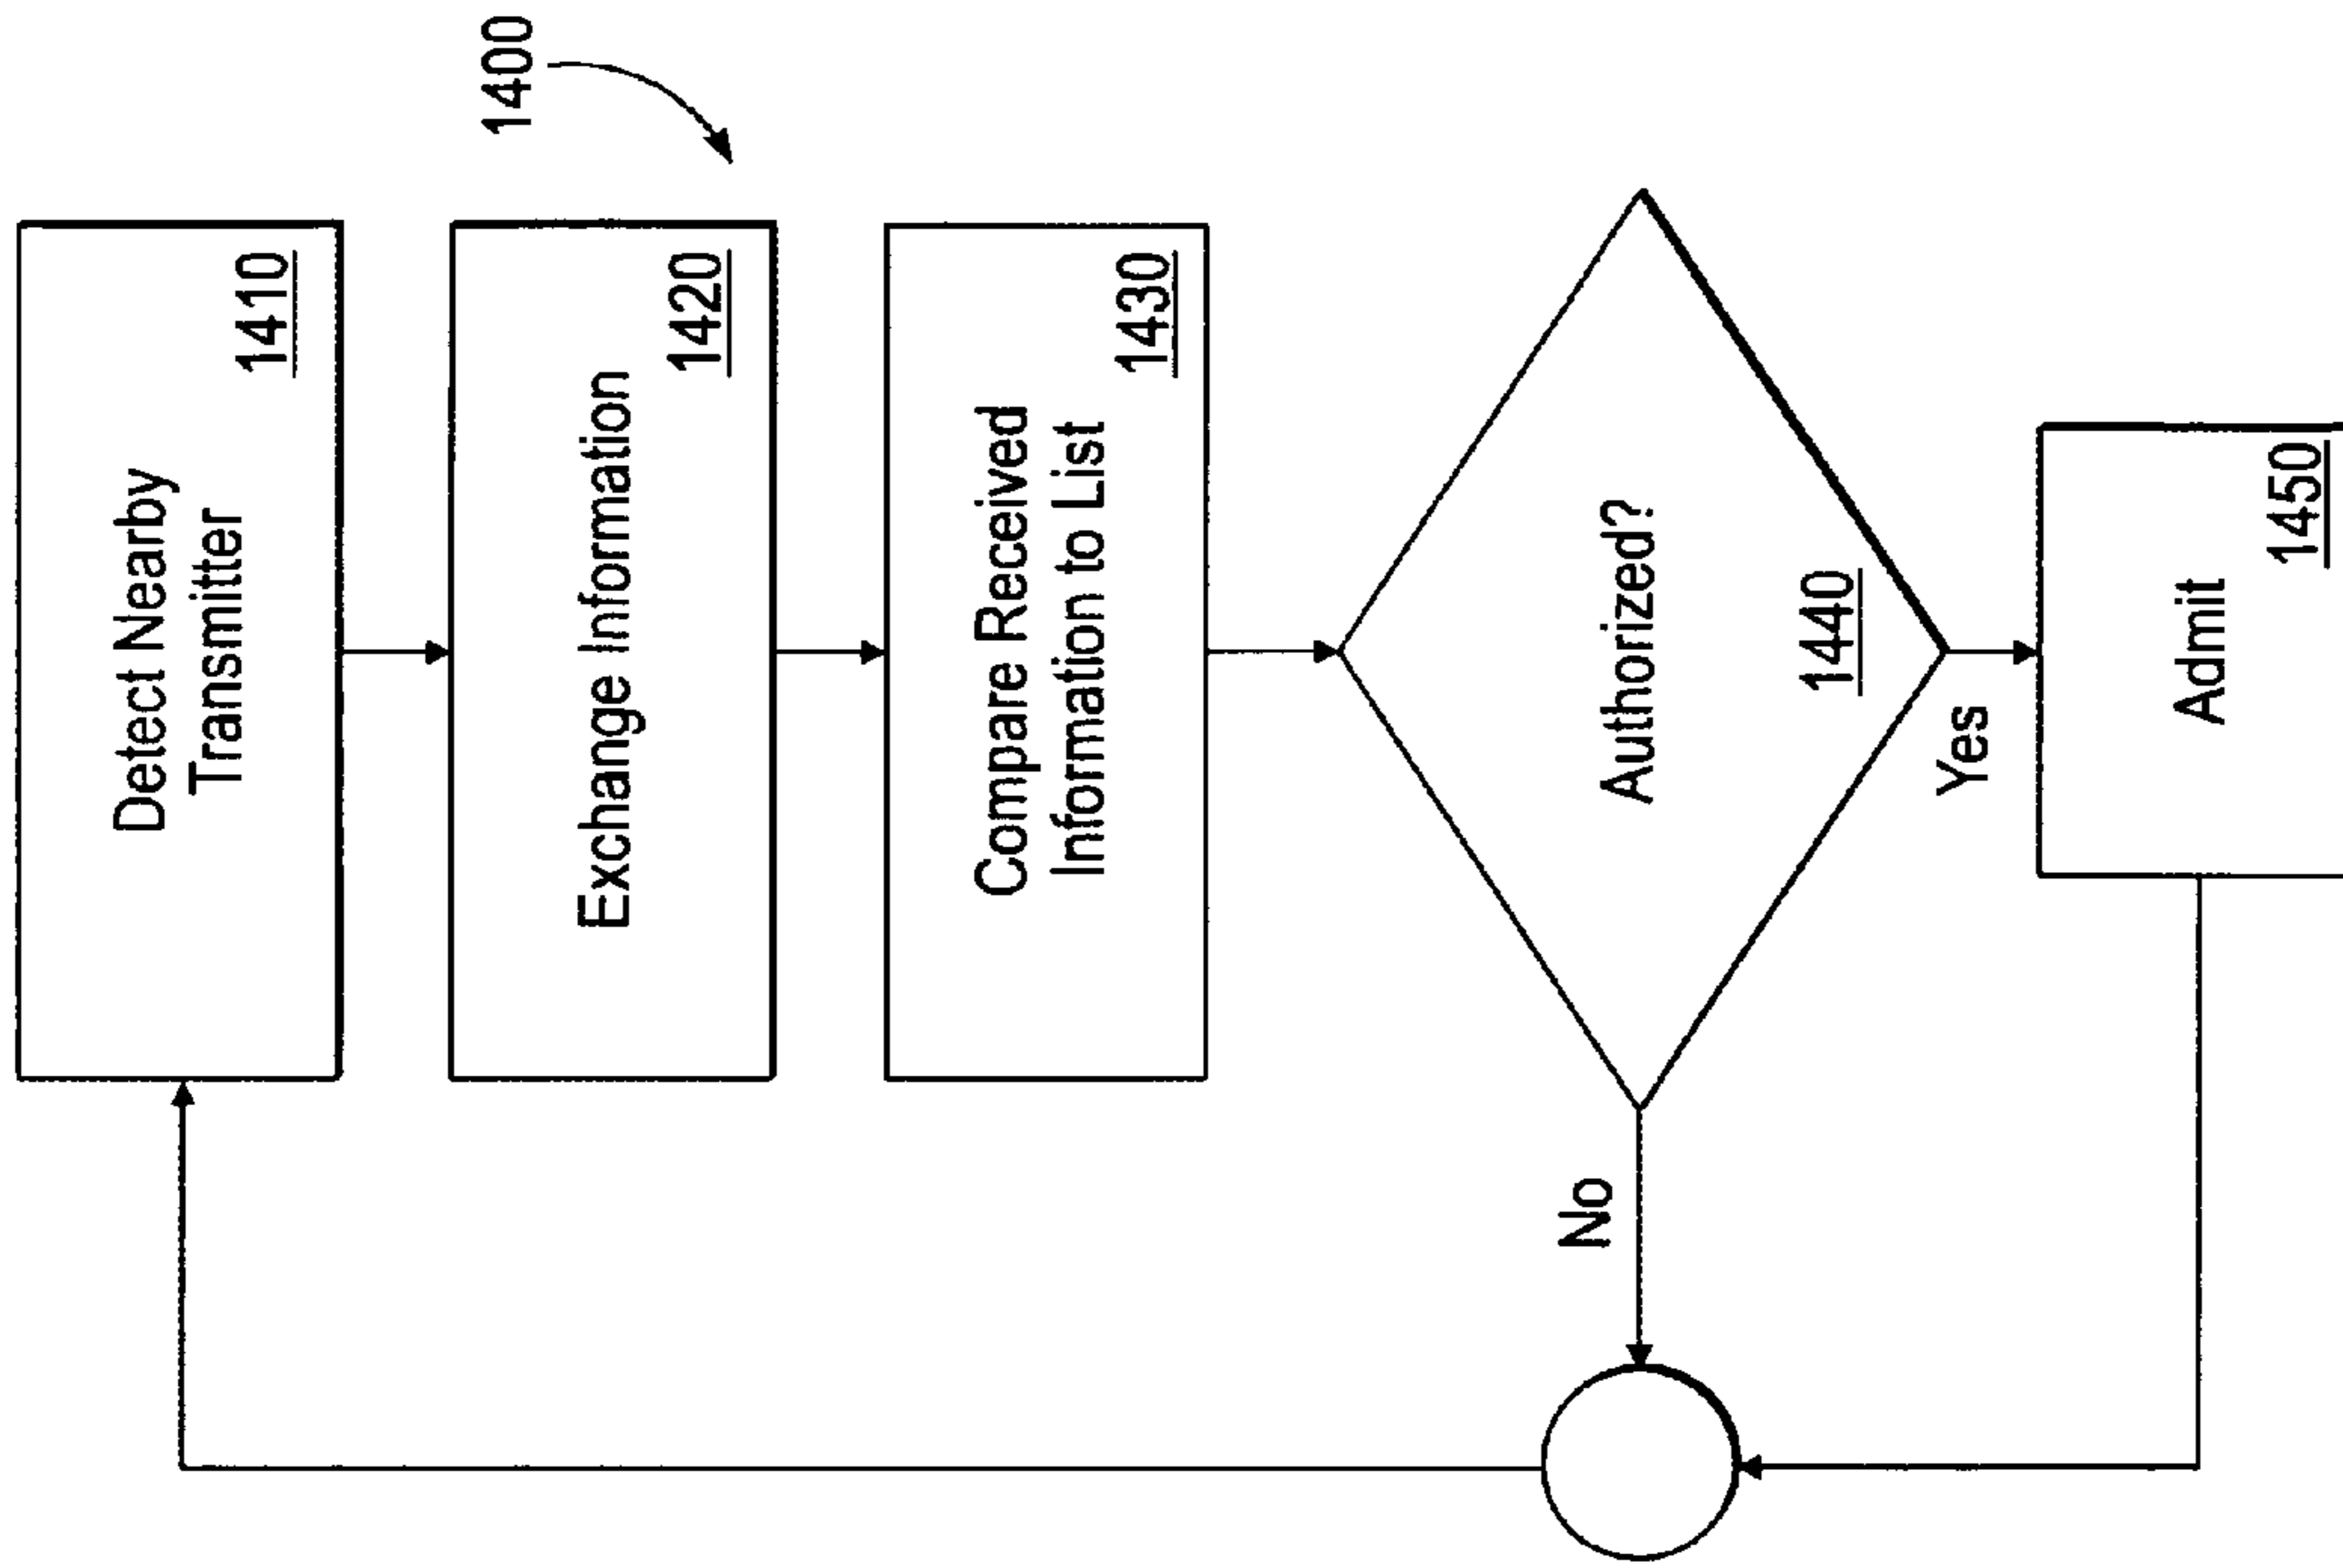 1400
Detect Nearby
Transmitter
1410
Exchange Information
1420
Compare Received
Information to List
1430
Authorized?
1440
No
Yes
Admit
1450